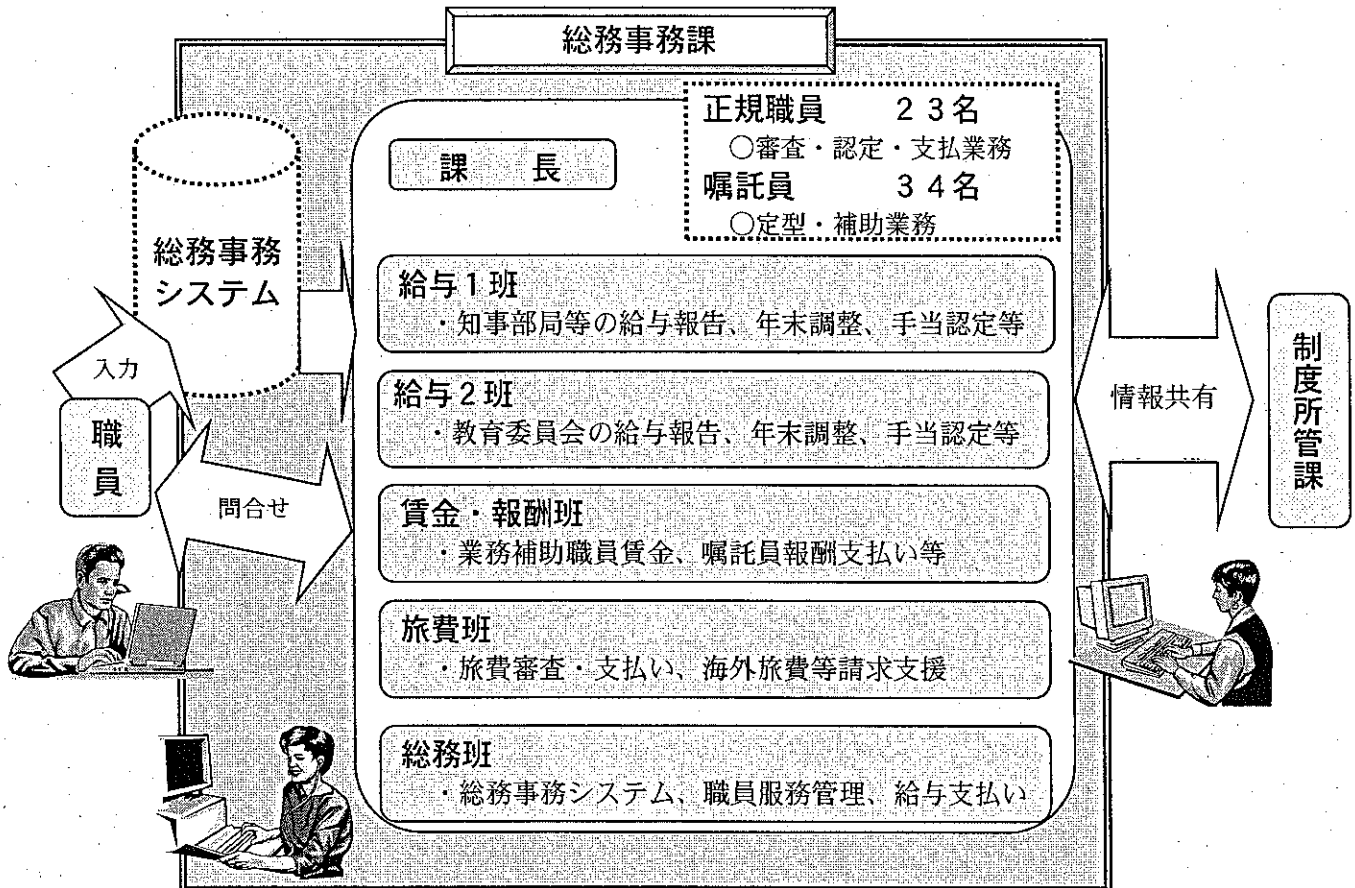 総務事務課
正規職員 23名
○審査・認定・支払業務
嘱託員 34名
○定型・補助業務
課 長
総務事務
システム
給与1班
・知事部局等の給与報告、年末調整、手当認定等
入力
給与2班
・教育委員会の給与報告、年末調整、手当認定等
職員
問合せ
情報共有
制度所管課
賃金・報酬班
・業務補助職員賃金、嘱託員報酬支払い等
旅費班
・旅費審査・支払い、海外旅費等請求支援
総務班
・総務事務システム、職員服務管理、給与支払い